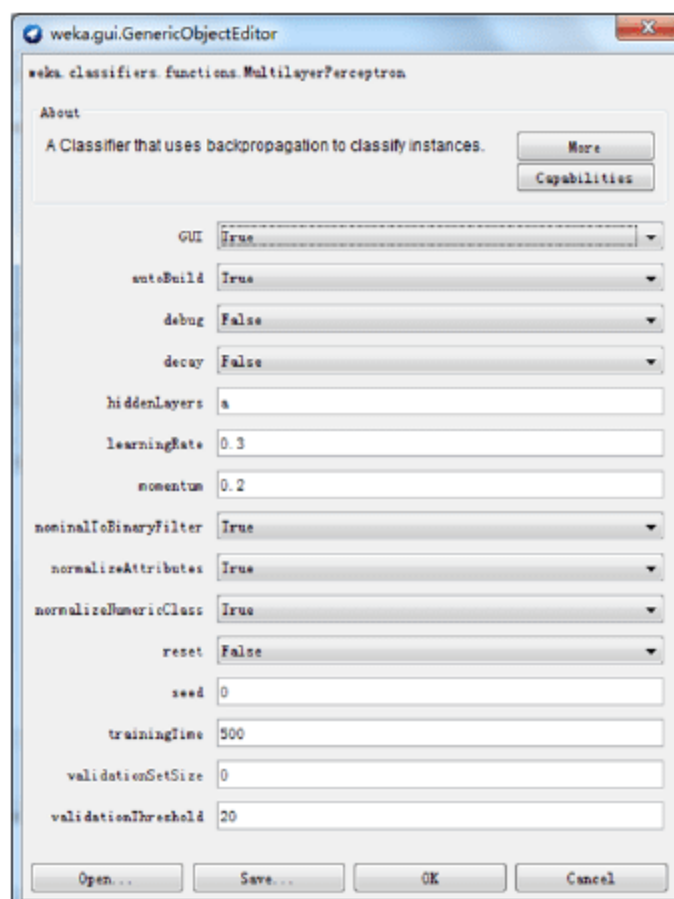 weka.gui.GenericObjectEditor
weka.classifiers.functions.MultilayerPerceptron
About
A Classifier that uses backpropagation to classify instances.
More
Capabilities
GUI True
autoBuild True
debug False
decay False
hiddenLayers a
learningRate 0.3
momentum 0.2
nominalToBinaryFilter True
normalizeAttributes True
normalizeNumericClass True
reset False
seed 0
trainingTime 500
validationSetSize 0
validationThreshold 20
Open... Save... OK Cancel